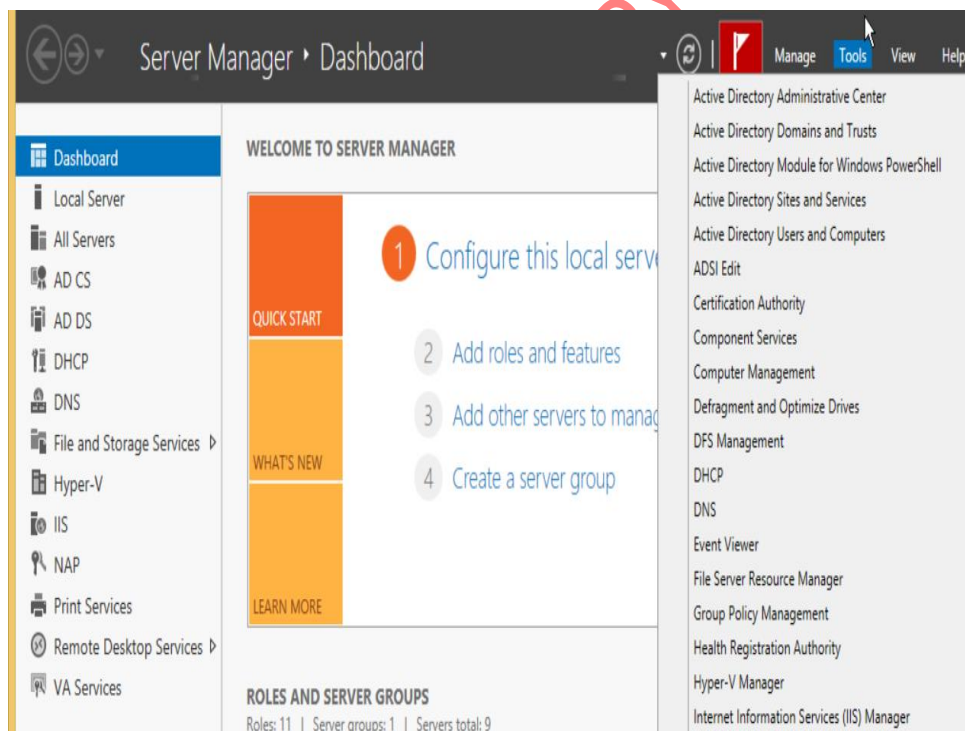 Server Manager ‣ Dashboard
Manage Tools View Help
Dashboard
Local Server
All Servers
AD CS
AD DS
DHCP
DNS
File and Storage Services
Hyper-V
IIS
NAP
Print Services
Remote Desktop Services
VA Services
WELCOME TO SERVER MANAGER
QUICK START
WHAT'S NEW
LEARN MORE
1 Configure this local serve
2 Add roles and features
3 Add other servers to manag
4 Create a server group
ROLES AND SERVER GROUPS
Roles: 11 | Server groups: 1 | Servers total: 9
Active Directory Administrative Center
Active Directory Domains and Trusts
Active Directory Module for Windows PowerShell
Active Directory Sites and Services
Active Directory Users and Computers
ADSI Edit
Certification Authority
Component Services
Computer Management
Defragment and Optimize Drives
DFS Management
DHCP
DNS
Event Viewer
File Server Resource Manager
Group Policy Management
Health Registration Authority
Hyper-V Manager
Internet Information Services (IIS) Manager